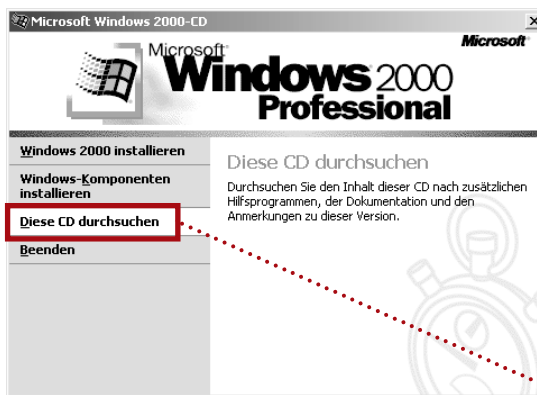 Microsoft Windows 2000-CD
Microsoft
Microsoft
Windows 2000
Professional
Windows 2000 installieren
Windows-Komponenten
installieren
Diese CD durchsuchen
Beenden
Diese CD durchsuchen
Durchsuchen Sie den Inhalt dieser CD nach zusätzlichen
Hilfsprogrammen, der Dokumentation und den
Anmerkungen zu dieser Version.